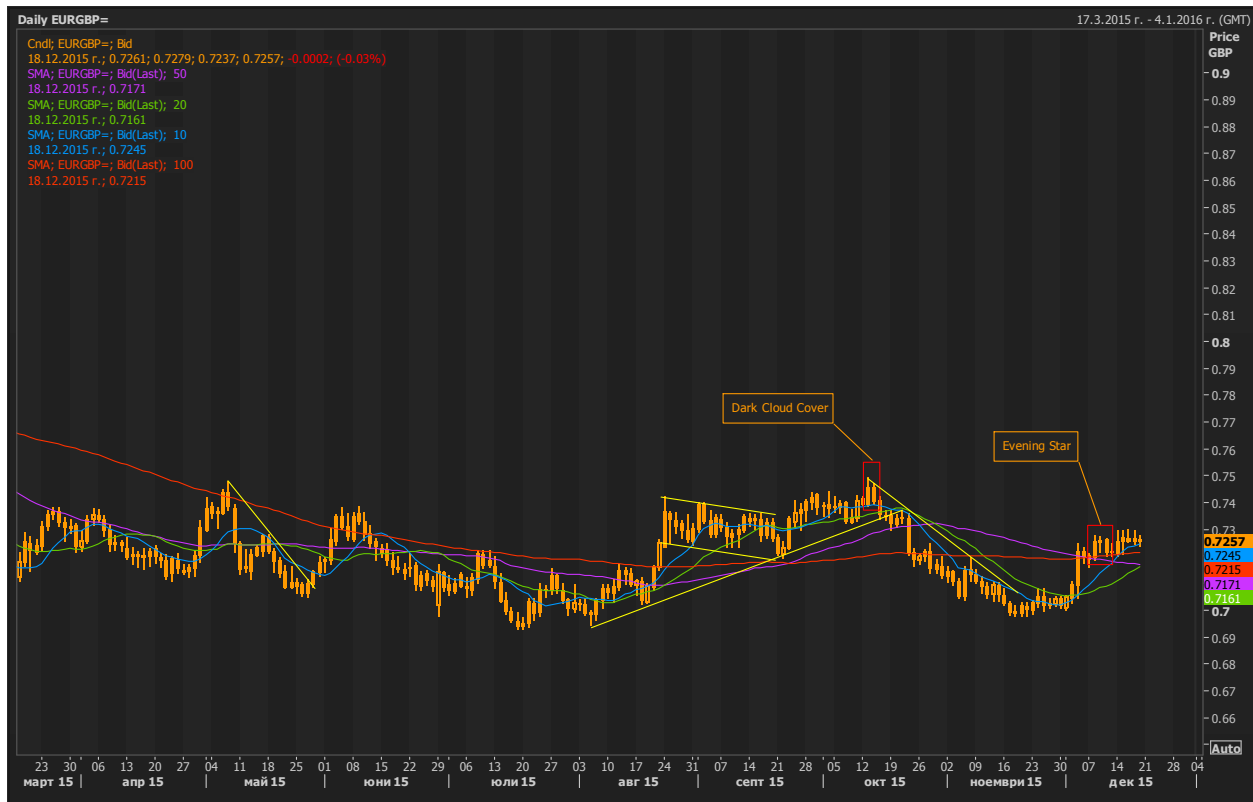 Daily EURGBP=
17.3.2015 г. - 4.1.2016 г. (GMT)
Price
GBP
Cndl; EURGBP=; Bid
18.12.2015 г.; 0.7261; 0.7279; 0.7237; 0.7257; -0.0002; (-0.03%)
SMA; EURGBP=; Bid(Last); 50
18.12.2015 г.; 0.7171
SMA; EURGBP=; Bid(Last); 20
18.12.2015 г.; 0.7161
SMA; EURGBP=; Bid(Last); 10
18.12.2015 г.; 0.7245
SMA; EURGBP=; Bid(Last); 100
18.12.2015 г.; 0.7215
0.9
0.89
0.88
0.87
0.86
0.85
0.84
0.83
0.82
0.81
0.8
0.79
0.78
0.77
0.76
0.75
0.74
0.73
0.7257
0.7245
0.7215
0.7171
0.7161
0.7
0.69
0.68
0.67
0.66
Auto
Dark Cloud Cover
Evening Star
23 30 06 13 20 27 04 11 18 25 01 08 15 22 29 06 13 20 27 03 10 17 24 31 07 14 21 28 05 12 19 26 02 09 16 23 30 07 14 21 28 04
март 15 апр 15 май 15 юни 15 юли 15 авг 15 септ 15 окт 15 ноември 15 дек 15